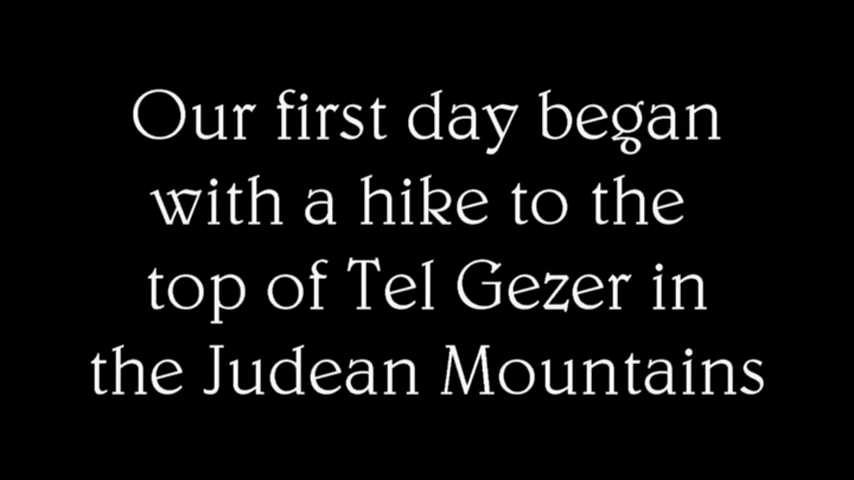 Our first day began
with a hike to the
top of Tel Gezer in
the Judean Mountains